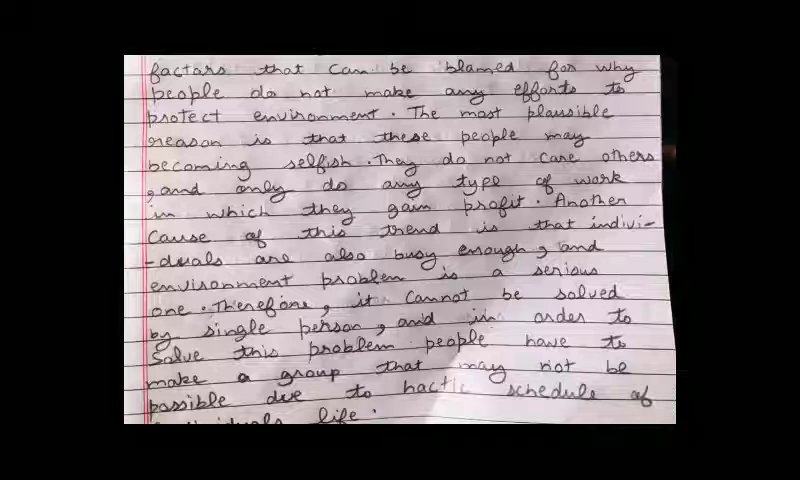 factors that can be blamed for why
people do not make any efforts to
protect environment. The most plausible
reason is that these people may
becoming selfish. They do not care others
, and only do any type of work
in which they gain profit. Another
cause of this trend is that indivi-
-duals are also busy enough, and
environment problem is a serious
one. Therefore, it cannot be solved
by single person, and in order to
solve this problem people have to
make a group that may not be
possible due to hactic schedule of
life.